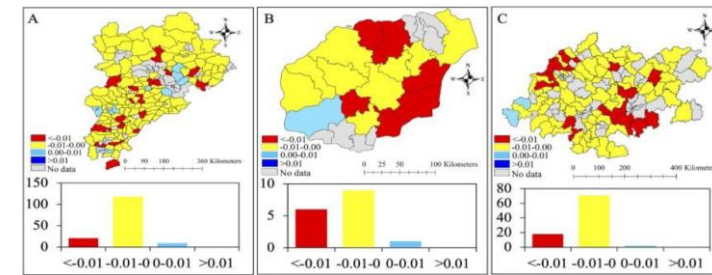 A
N
W E
S
<-0.01
-0.01-0.00
0.00-0.01
>0.01
No data
0 90 180 360 Kilometers
150
100
50
0
<-0.01 -0.01-0 0-0.01 >0.01
B
N
W E
S
<-0.01
-0.01-0.00
0.00-0.01
>0.01
No data
0 25 50 100 Kilometers
10
5
0
<-0.01 -0.01-0 0-0.01 >0.01
C
N
W E
S
<-0.01
-0.01-0.00
0.00-0.01
>0.01
No data
0 100 200 400 Kilometers
80
60
40
20
0
<-0.01 -0.01-0 0-0.01 >0.01